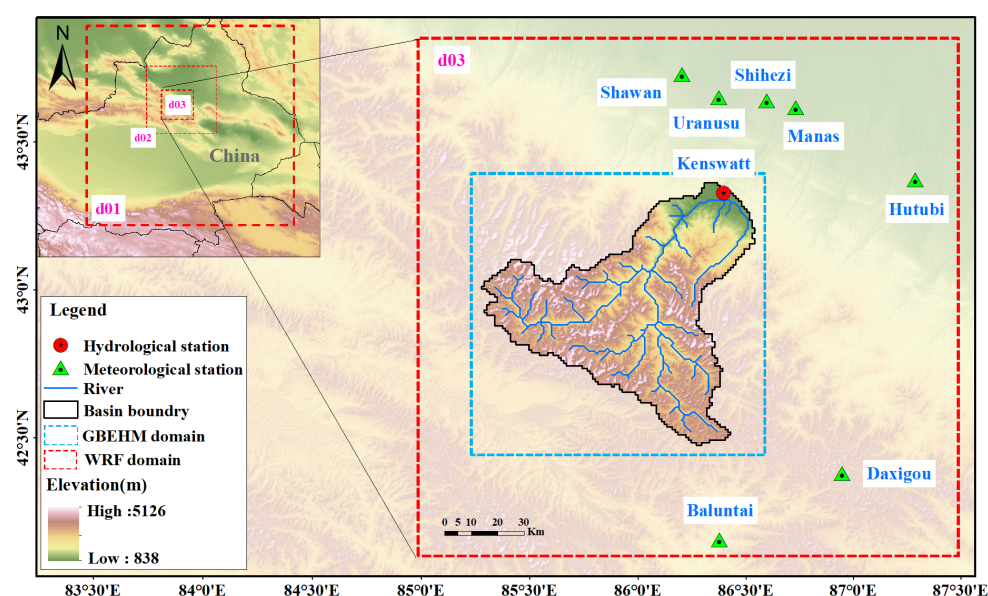 N
d03
d02
China
d01
d03
Shawan
Shihezi
Uranusu
Manas
Kenswatt
Hutubi
Daxigou
Baluntai
0 5 10 20 30
Km
Legend
Hydrological station
Meteorological station
River
Basin boundry
GBEHM domain
WRF domain
Elevation(m)
High :5126
Low : 838
43°30'N
43°0'N
42°30'N
83°30'E 84°0'E 84°30'E 85°0'E 85°30'E 86°0'E 86°30'E 87°0'E 87°30'E